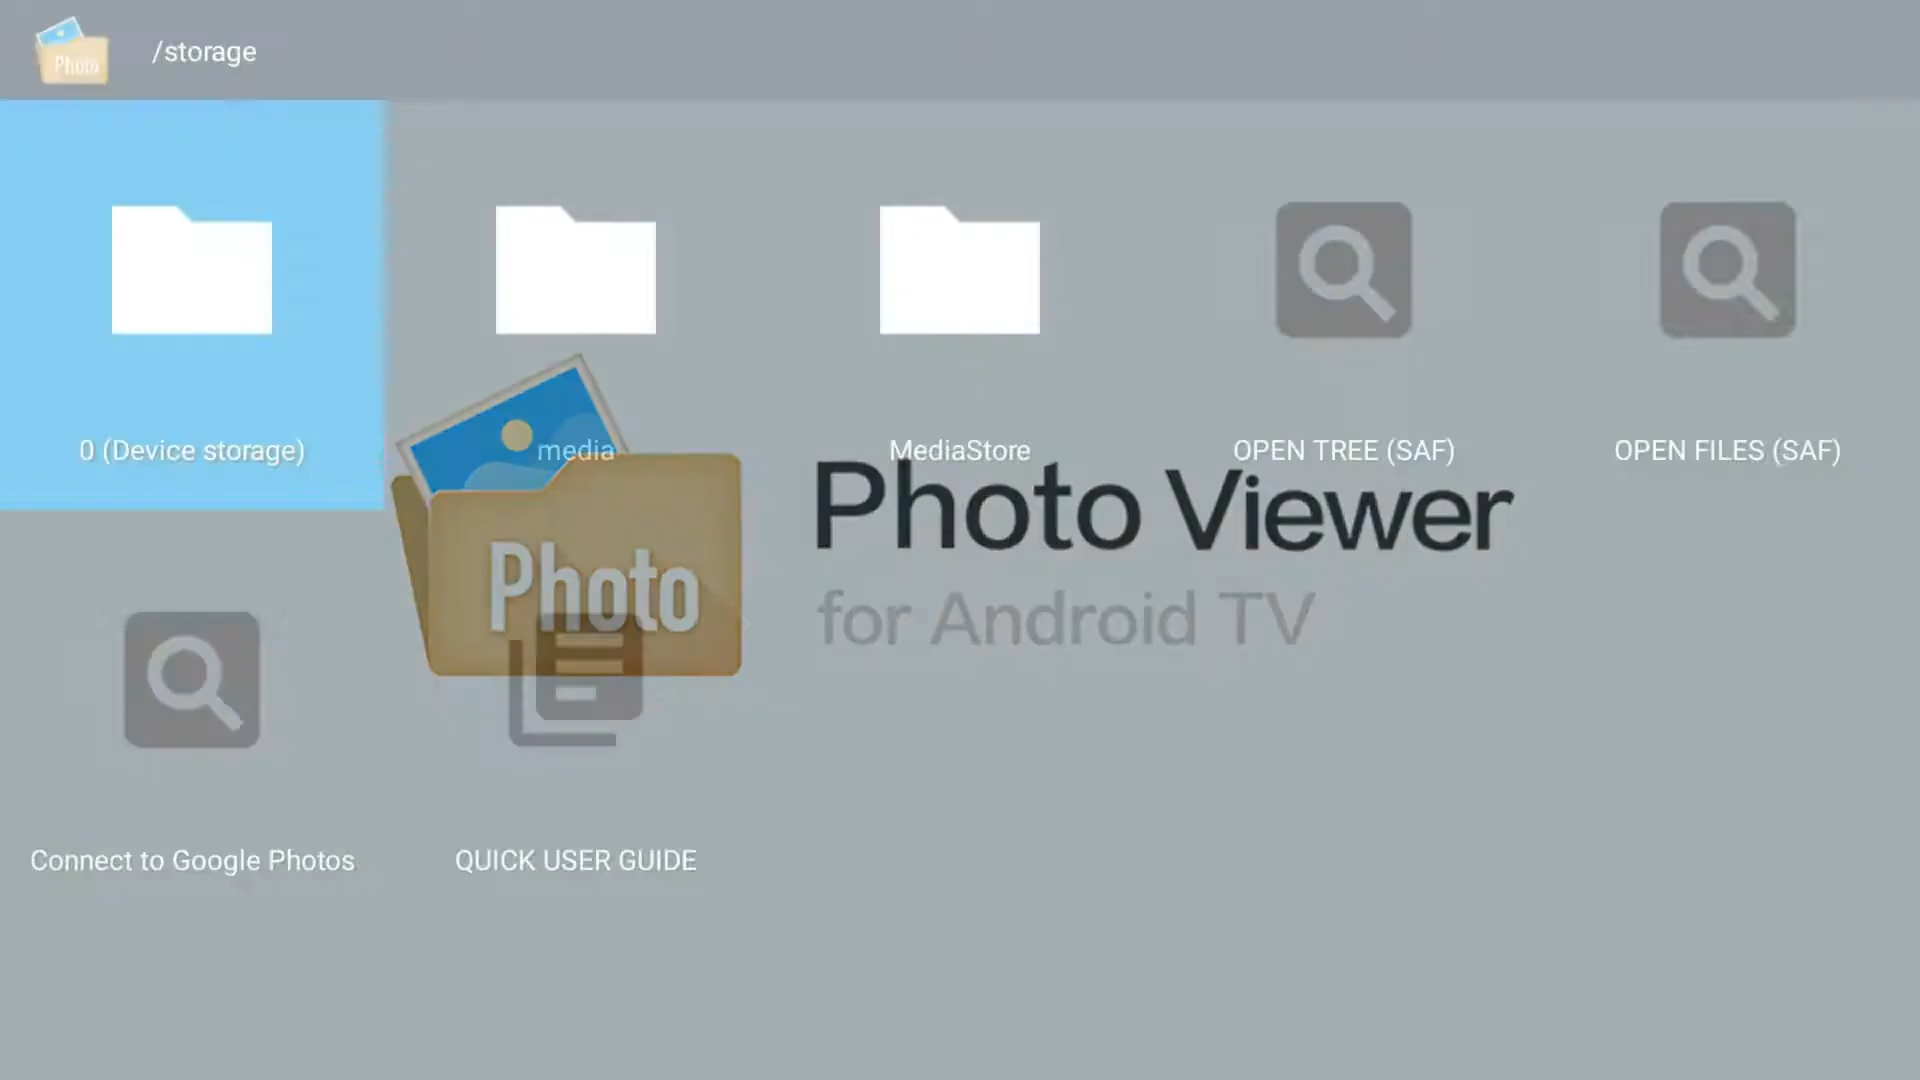 Photo
/storage
0 (Device storage)
media
MediaStore
OPEN TREE (SAF)
OPEN FILES (SAF)
Photo
Photo Viewer
for Android TV
Connect to Google Photos
QUICK USER GUIDE